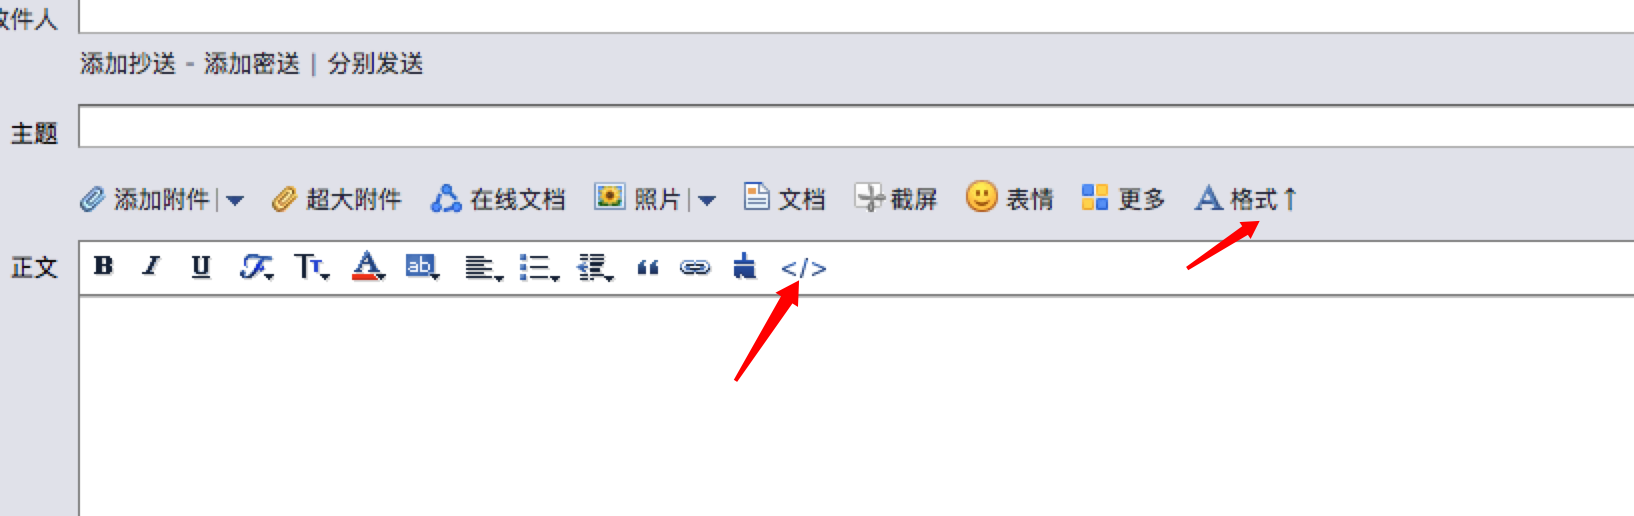 收件人
添加抄送 - 添加密送 | 分别发送
主题
添加附件 | 超大附件 在线文档 照片 | 文档 截屏 表情 更多 A 格式↑
正文 B I U F Tт A ab “ </>